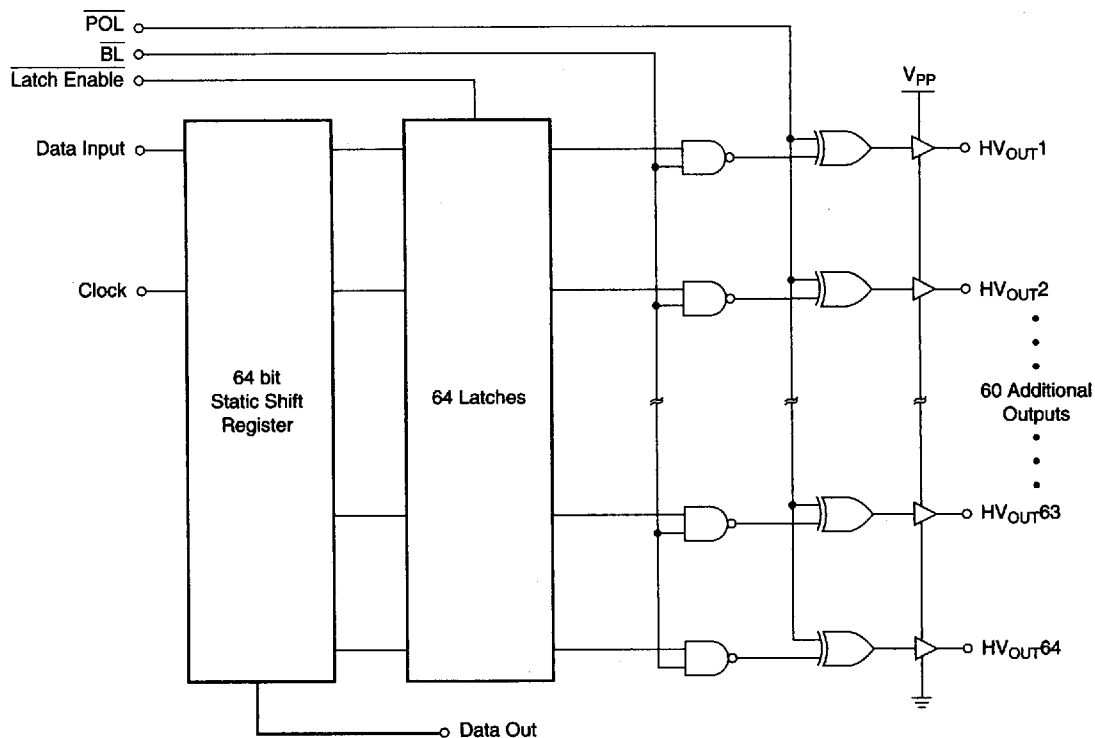 POL
BL
Latch Enable
VPP
Data Input
HVOUT1
Clock
HVOUT2
64 bit
Static Shift
Register
64 Latches
60 Additional
Outputs
HVOUT63
HVOUT64
Data Out